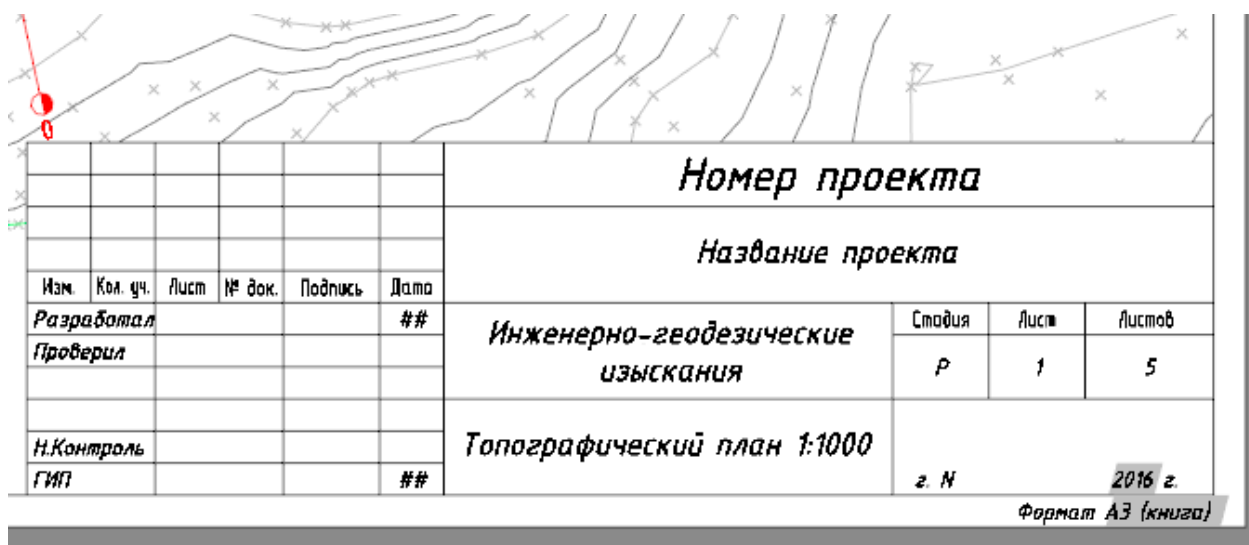 Номер проекта
Название проекта
Изм. Кол. уч. Лист № док. Подпись Дата
Разработал ##
Проверил
Инженерно-геодезические
изыскания
Стадия Лист Листов
Р 1 5
Н.Контроль
ГИП ##
Топографический план 1:1000
г. N 2016 г.
Формат А3 (книга)